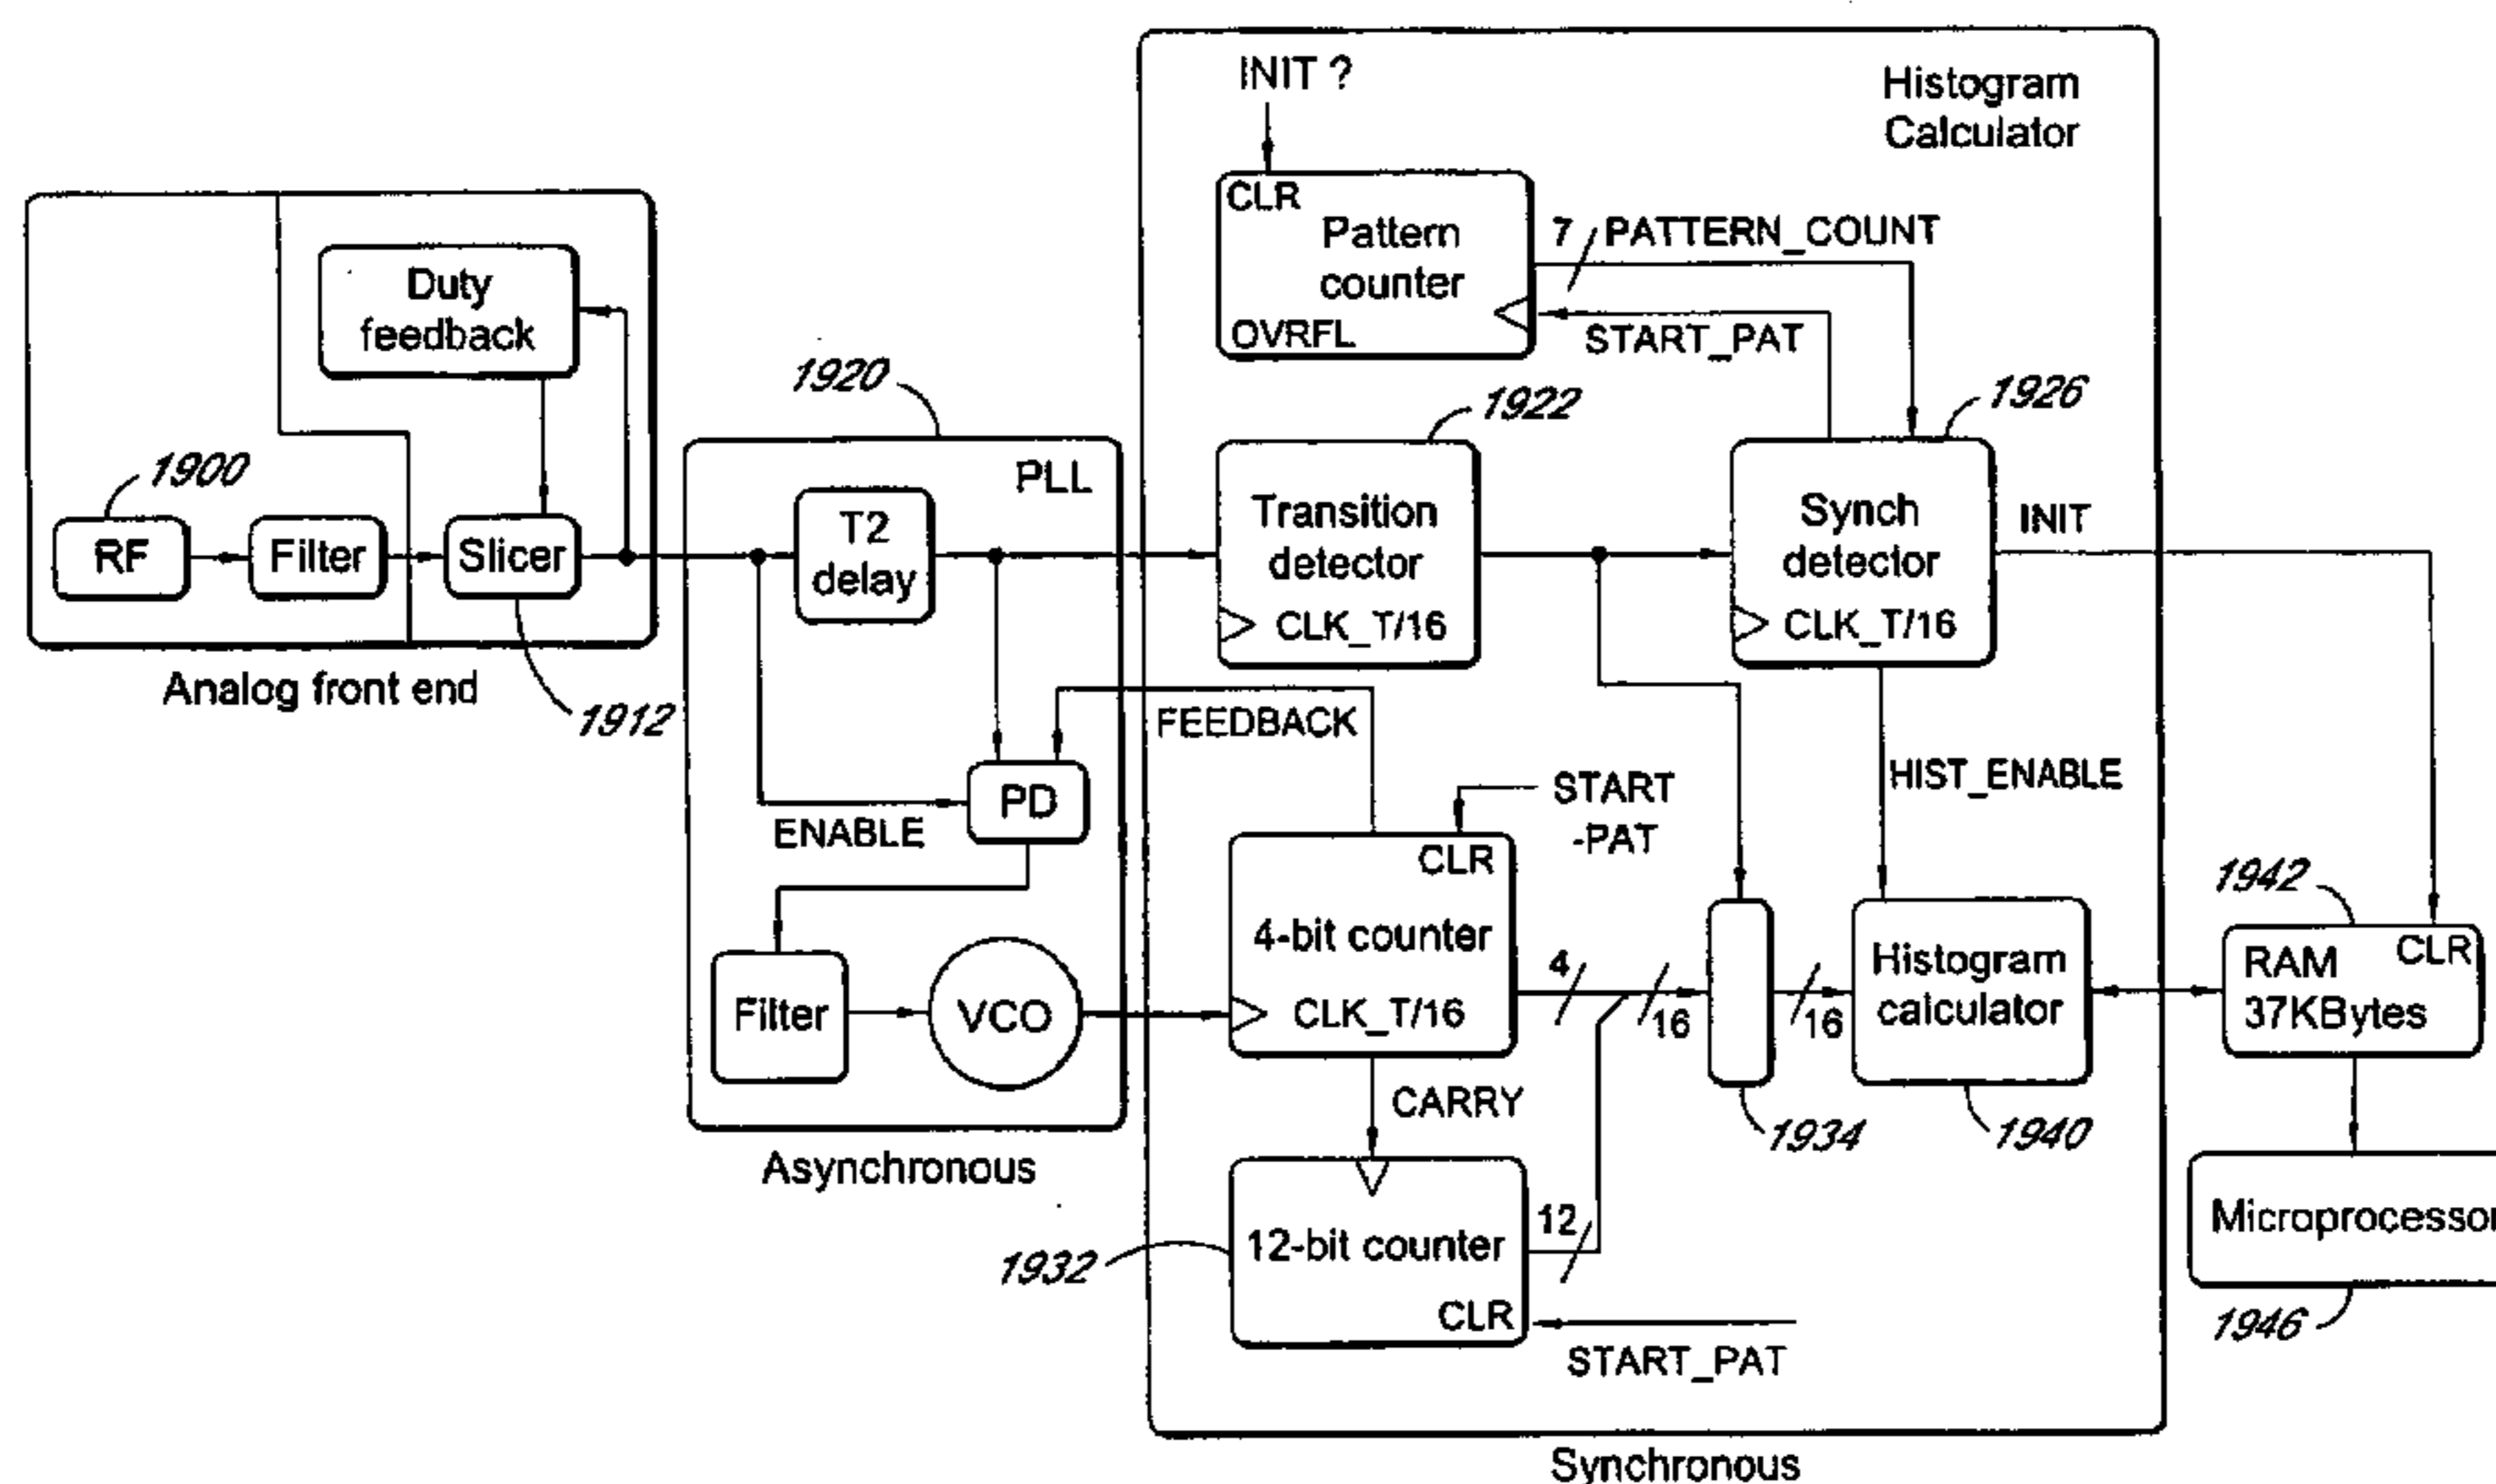 INIT ?
Histogram
Calculator
CLR
Pattern
counter
OVRFL
7
PATTERN_COUNT
START_PAT
Duty
feedback
1900
RF
Filter
Slicer
Analog front end
1912
1920
PLL
T2
delay
PD
ENABLE
Filter
VCO
Asynchronous
1922
Transition
detector
CLK_T/16
1926
Synch
detector
CLK_T/16
INIT
FEEDBACK
HIST_ENABLE
START
-PAT
CLR
4-bit counter
CLK_T/16
4
16
16
Histogram
calculator
1934
1940
1942
RAM
CLR
37KBytes
CARRY
1932
12-bit counter
12
CLR
START_PAT
Microprocessor
1946
Synchronous